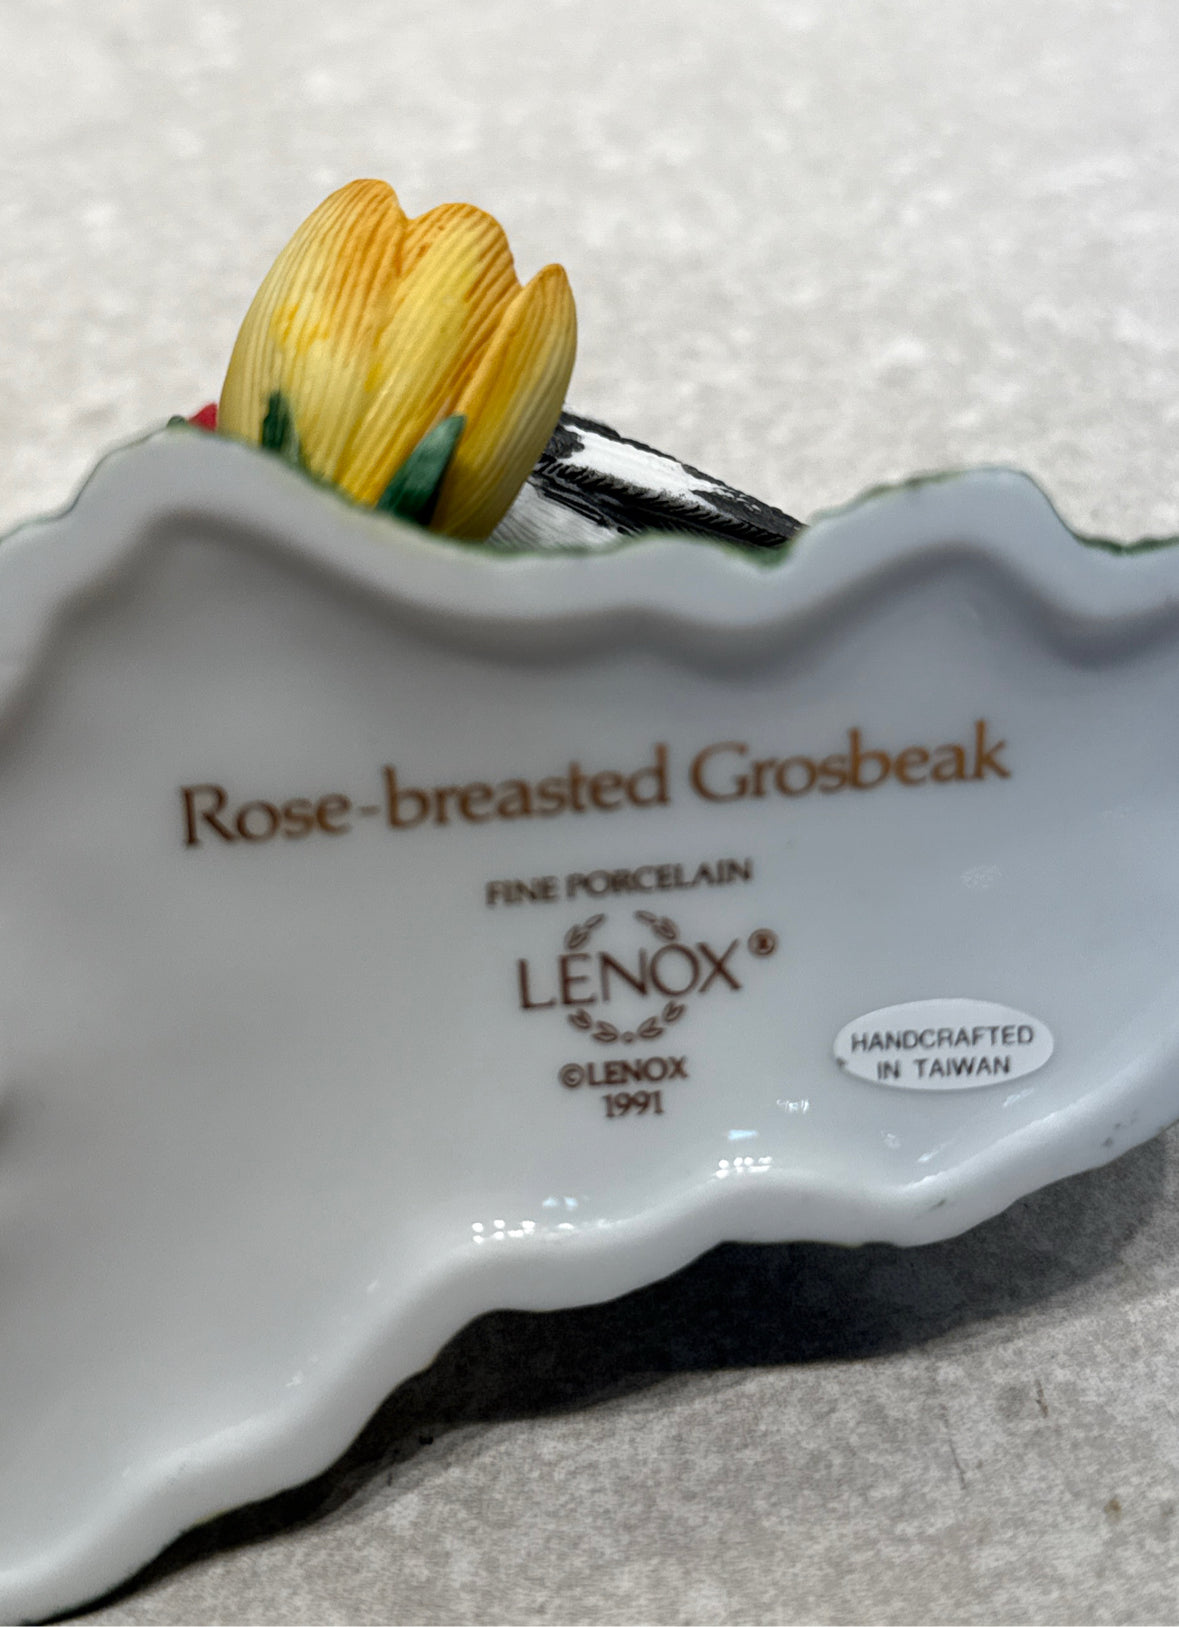 Rose-breasted Grosbeak
FINE PORCELAIN
LENOX®
©LENOX
1991
HANDCRAFTED
IN TAIWAN